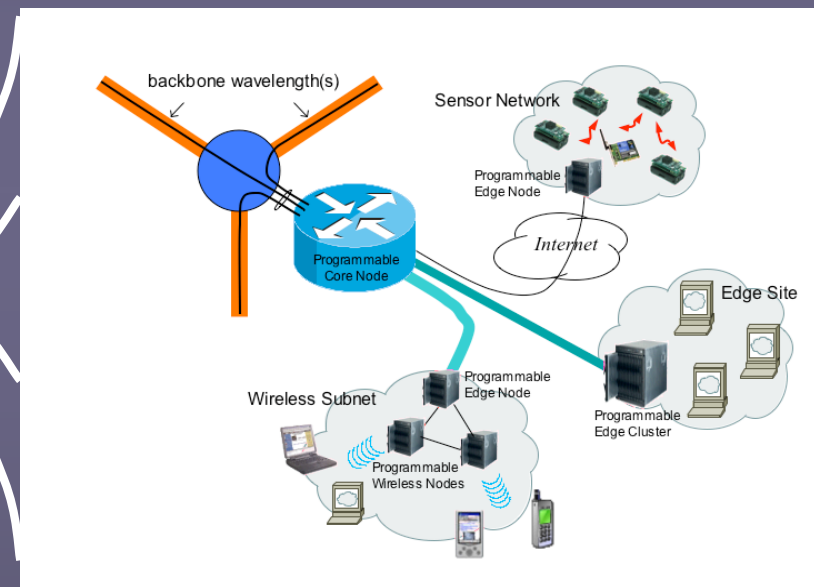 backbone wavelength(s)
Sensor Network
Programmable
Edge Node
Internet
Programmable
Core Node
Edge Site
Programmable
Edge Node
Wireless Subnet
Programmable
Edge Cluster
Programmable
Wireless Nodes